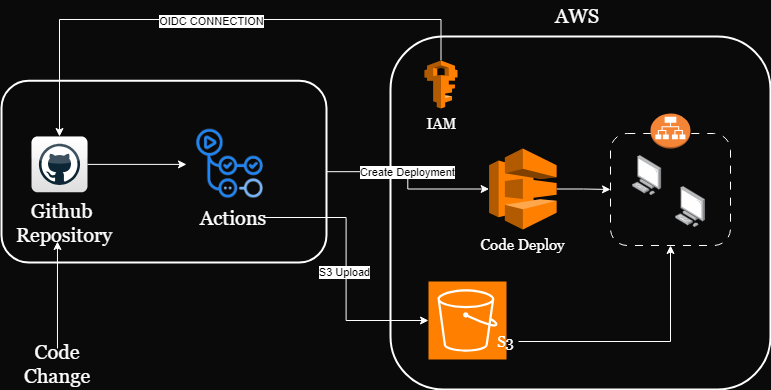 AWS
OIDC CONNECTION
IAM
Github
Repository
Actions
Create Deployment
Code Deploy
S3 Upload
S3
Code
Change